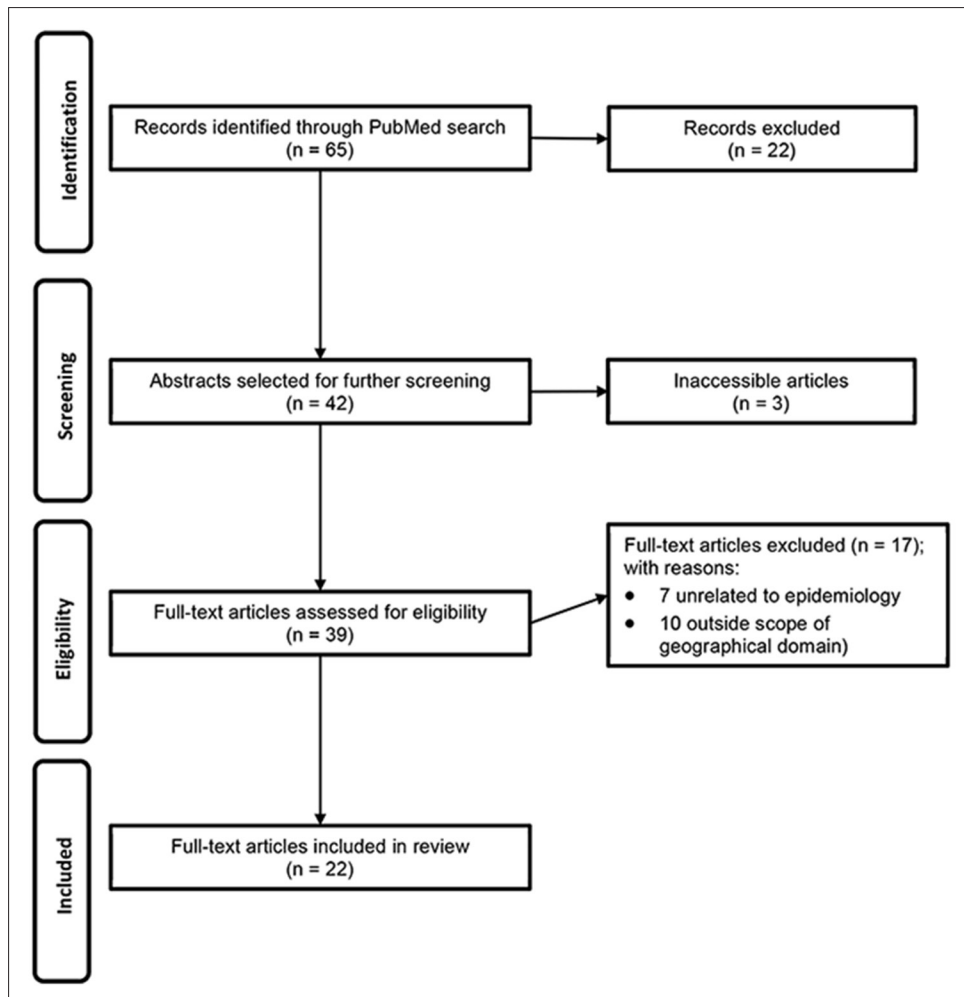 Identification
Records identified through PubMed search
(n = 65)
Records excluded
(n = 22)
Screening
Abstracts selected for further screening
(n = 42)
Inaccessible articles
(n = 3)
Eligibility
Full-text articles assessed for eligibility
(n = 39)
Full-text articles excluded (n = 17);
with reasons:
● 7 unrelated to epidemiology
● 10 outside scope of
geographical domain)
Included
Full-text articles included in review
(n = 22)